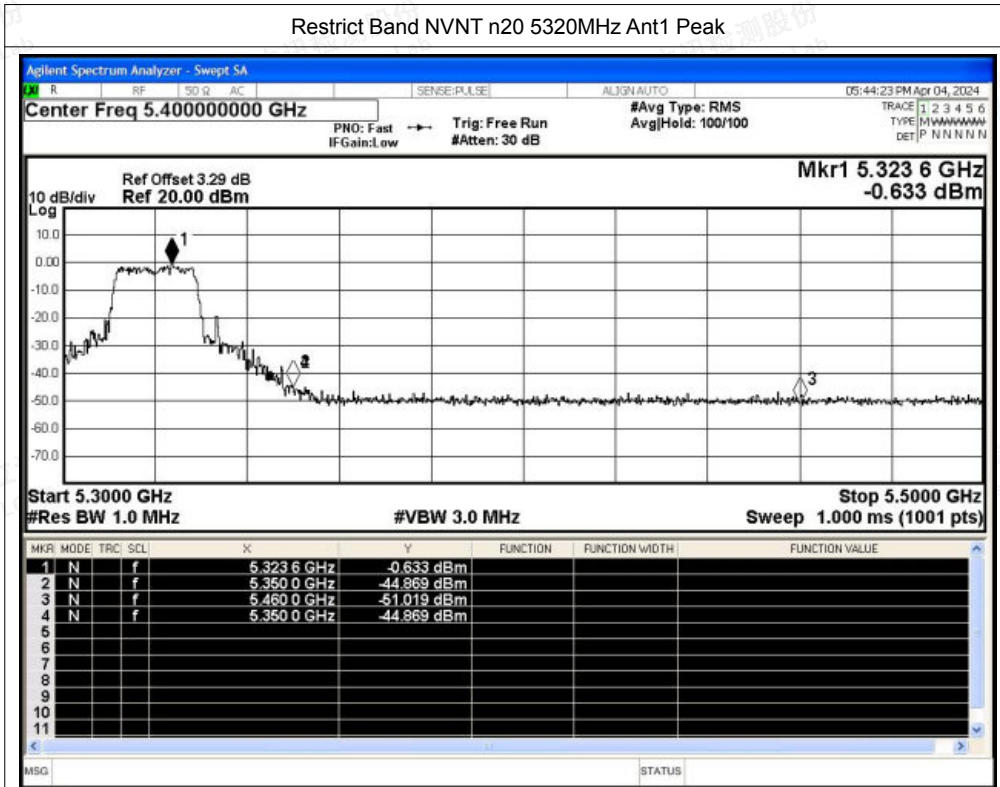 Restrict Band NVNT n20 5320MHz Ant1 Peak
Agilent Spectrum Analyzer - Swept SA
R RF 50 Ω AC SENSE:PULSE ALIGN AUTO 05:44:23 PM Apr 04, 2024
Center Freq 5.400000000 GHz #Avg Type: RMS TRACE 1 2 3 4 5 6
PNO: Fast Trig: Free Run Avg|Hold: 100/100 TYPE M
IFGain:Low #Atten: 30 dB DET P N N N N N
Mkr1 5.323 6 GHz
Ref Offset 3.29 dB
10 dB/div Ref 20.00 dBm -0.633 dBm
Log
10.0
1
0.00
-10.0
-20.0
-30.0
-40.0
3
-50.0
-60.0
-70.0
Start 5.3000 GHz Stop 5.5000 GHz
#Res BW 1.0 MHz #VBW 3.0 MHz Sweep 1.000 ms (1001 pts)
MKR MODE TRC SCL X Y FUNCTION FUNCTION WIDTH FUNCTION VALUE
1 N f 5.323 6 GHz -0.633 dBm
2 N f 5.350 0 GHz -44.869 dBm
3 N f 5.460 0 GHz -51.019 dBm
4 N f 5.350 0 GHz -44.869 dBm
5
6
7
8
9
10
11
MSG STATUS